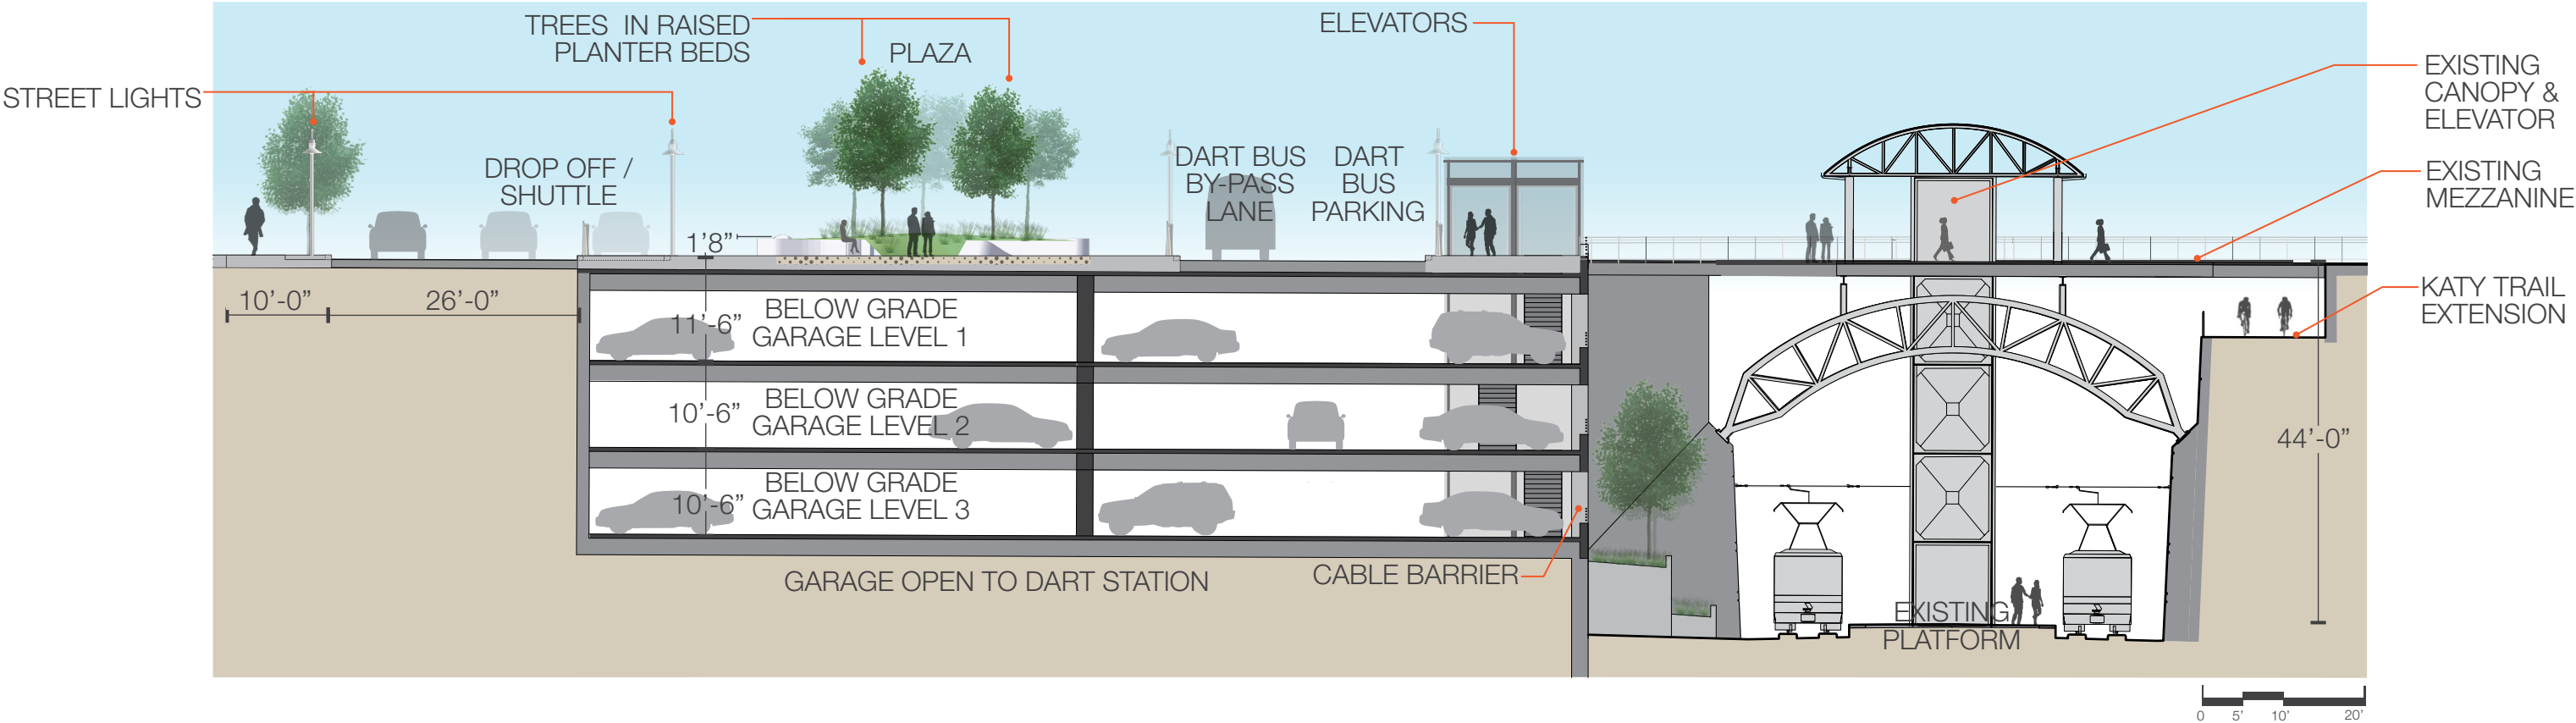 TREES IN RAISED
PLANTER BEDS
PLAZA
ELEVATORS
STREET LIGHTS
EXISTING
CANOPY &
ELEVATOR
DROP OFF /
SHUTTLE
DART BUS
BY-PASS
LANE
DART
BUS
PARKING
EXISTING
MEZZANINE
1’8”
10’-0”
26’-0”
11’-6”
BELOW GRADE
GARAGE LEVEL 1
KATY TRAIL
EXTENSION
10’-6”
BELOW GRADE
GARAGE LEVEL 2
44’-0”
10’-6”
BELOW GRADE
GARAGE LEVEL 3
GARAGE OPEN TO DART STATION
CABLE BARRIER
EXISTING
PLATFORM
0 5’ 10’ 20’